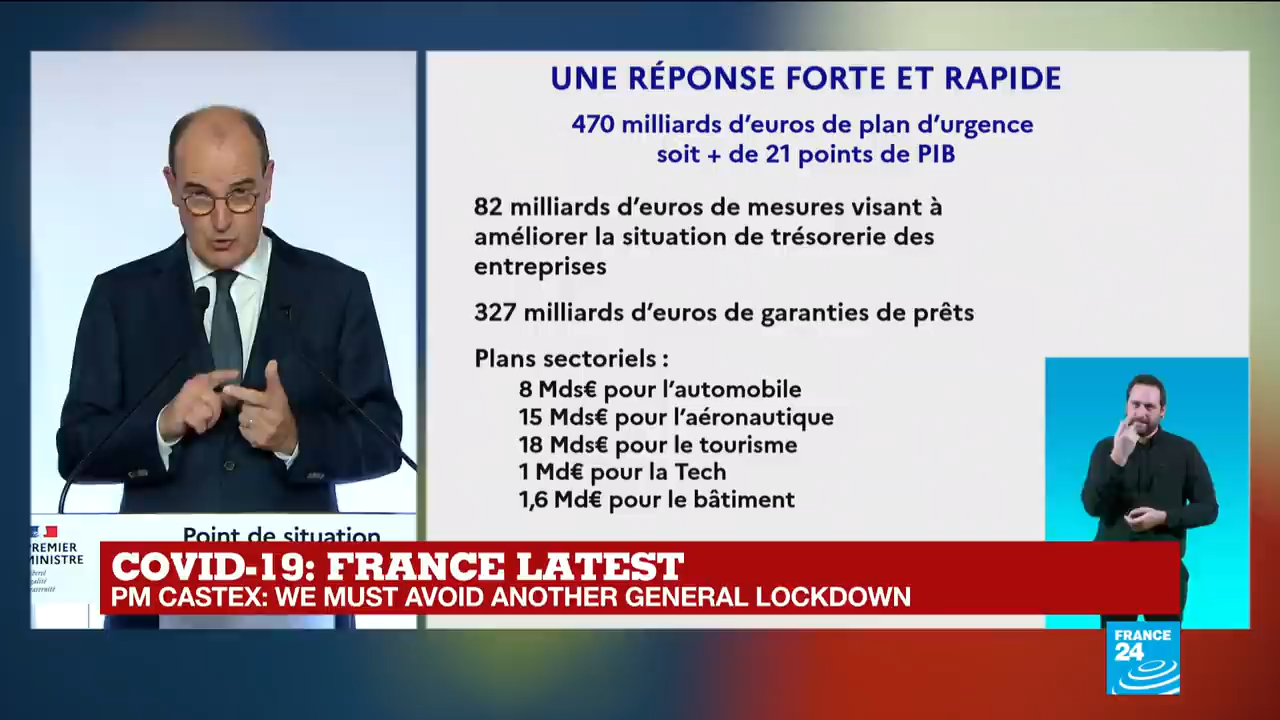 UNE RÉPONSE FORTE ET RAPIDE
470 milliards d'euros de plan d'urgence
soit + de 21 points de PIB
82 milliards d'euros de mesures visant à
améliorer la situation de trésorerie des
entreprises
327 milliards d'euros de garanties de prêts
Plans sectoriels :
8 Mds€ pour l'automobile
15 Mds€ pour l'aéronautique
18 Mds€ pour le tourisme
1 Md€ pour la Tech
1,6 Md€ pour le bâtiment
PREMIER
MINISTRE
Point de situation
COVID-19: FRANCE LATEST
PM CASTEX: WE MUST AVOID ANOTHER GENERAL LOCKDOWN
FRANCE
24